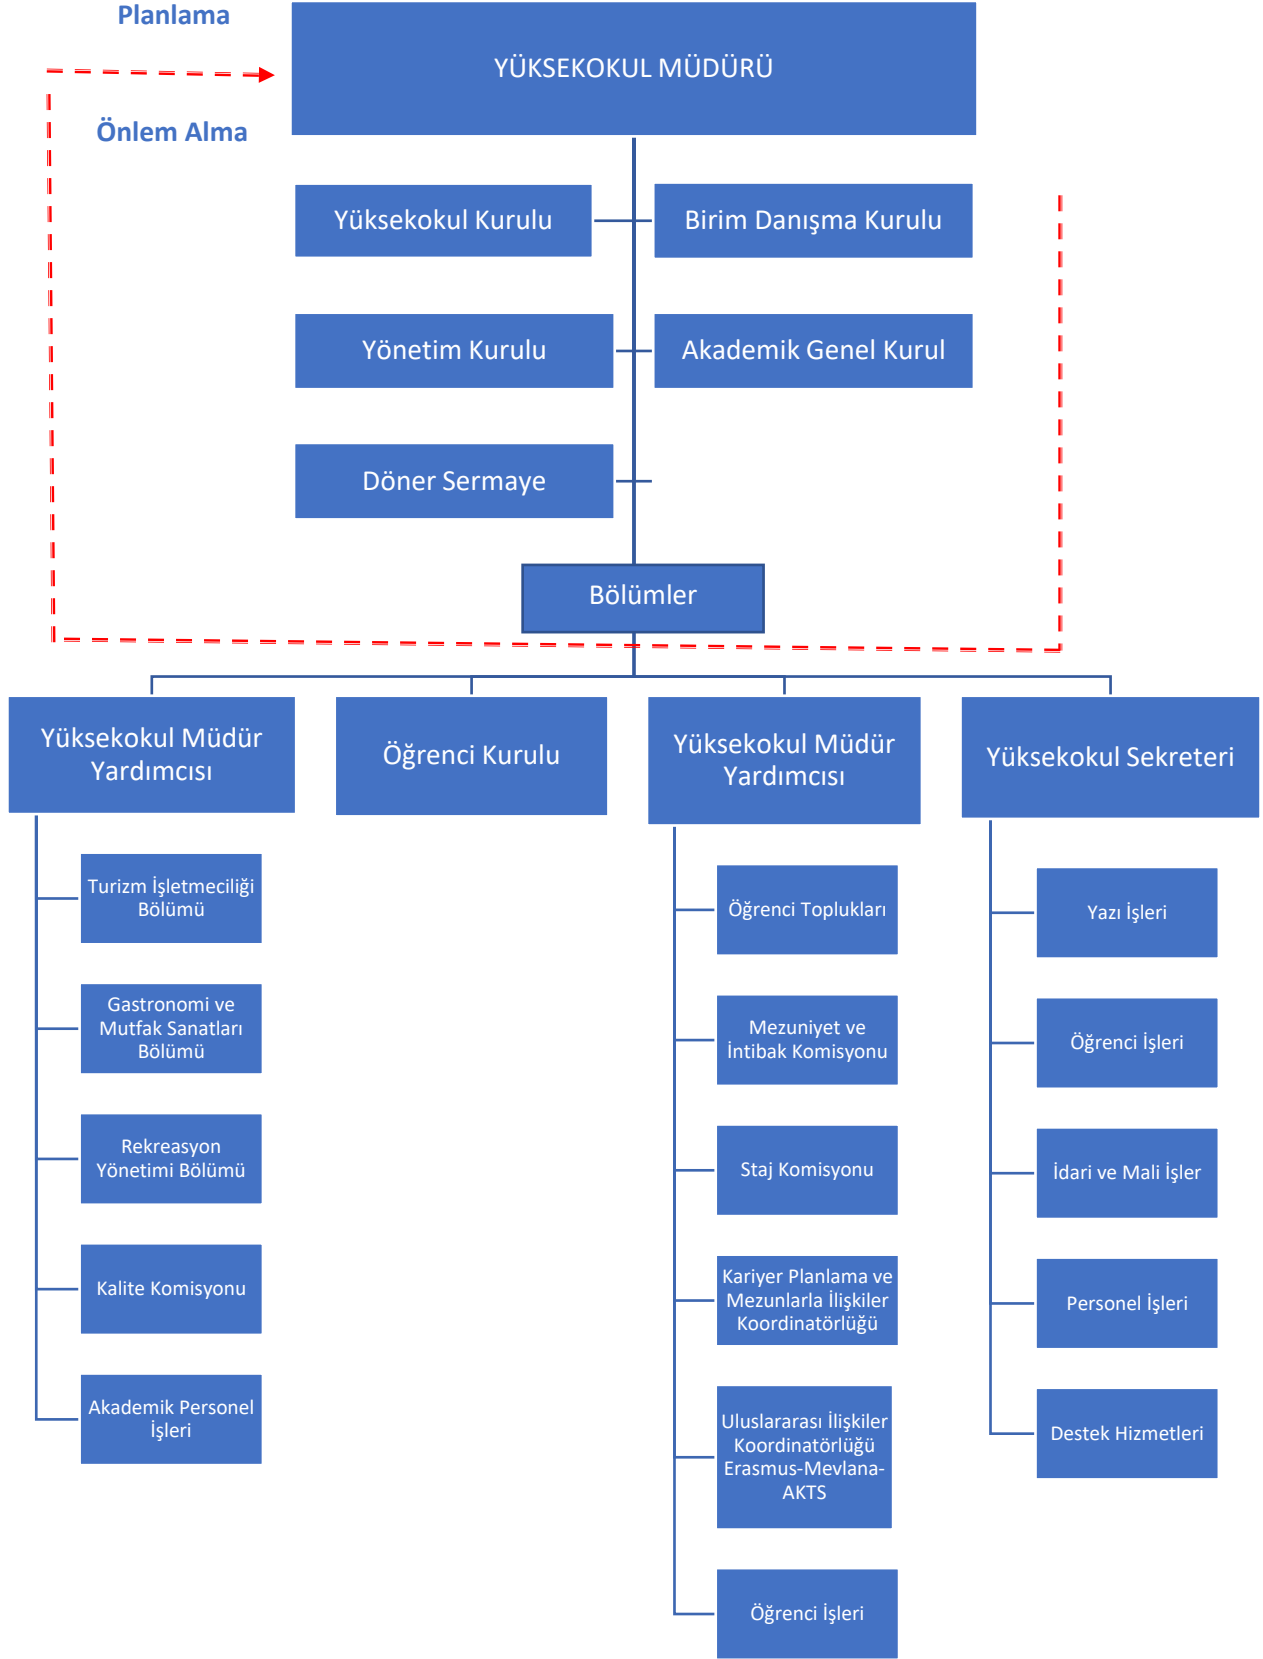 Planlama
YÜKSEKOKUL MÜDÜRÜ
Önlem Alma
Yüksekokul Kurulu
Birim Danışma Kurulu
Yönetim Kurulu
Akademik Genel Kurul
Döner Sermaye
Bölümler
Yüksekokul Müdür
Yardımcısı
Öğrenci Kurulu
Yüksekokul Müdür
Yardımcısı
Yüksekokul Sekreteri
Turizm İşletmeciliği
Bölümü
Gastronomi ve
Mutfak Sanatları
Bölümü
Rekreasyon
Yönetimi Bölümü
Kalite Komisyonu
Akademik Personel
İşleri
Öğrenci Toplukları
Mezuniyet ve
İntibak Komisyonu
Staj Komisyonu
Kariyer Planlama ve
Mezunlarla İlişkiler
Koordinatörlüğü
Uluslararası İlişkiler
Koordinatörlüğü
Erasmus-Mevlana-
AKTS
Öğrenci İşleri
Yazı İşleri
Öğrenci İşleri
İdari ve Mali İşler
Personel İşleri
Destek Hizmetleri